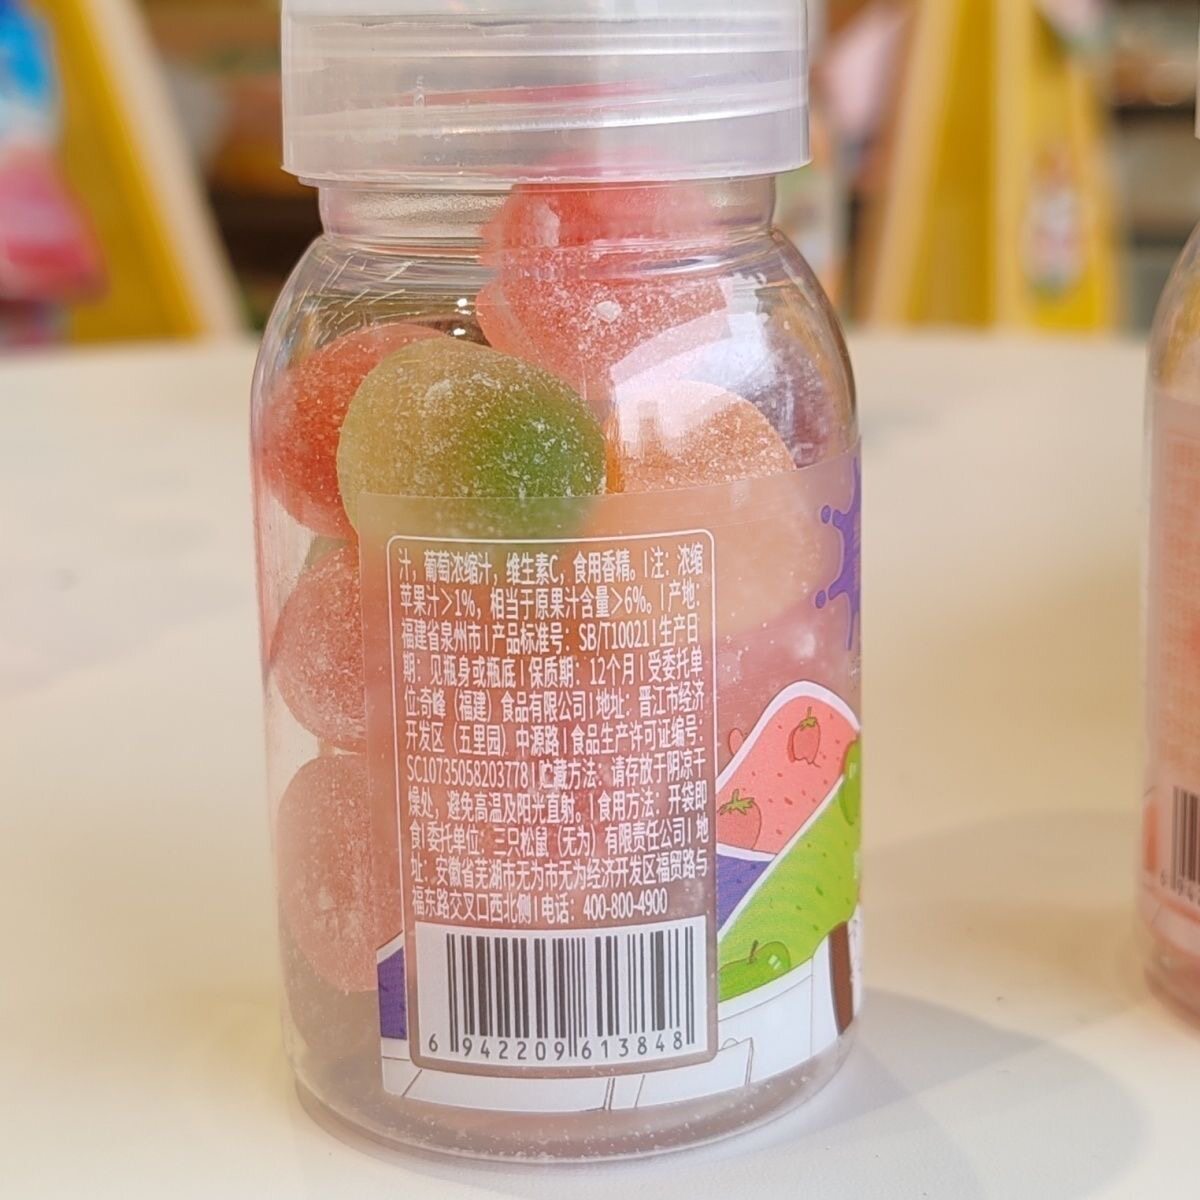 汁，葡萄浓缩汁，维生素C，食用香精。|注：浓缩
苹果汁＞1%，相当于原果汁含量＞6%。|产地：
福建省泉州市|产品标准号：SB/T10021|生产日
期：见瓶身或瓶底|保质期：12个月|受委托单
位:奇峰（福建）食品有限公司|地址：晋江市经济
开发区（五里园）中源路|食品生产许可证编号：
SC10735058203778|贮藏方法：请存放于阴凉干
燥处，避免高温及阳光直射。|食用方法：开袋即
食|委托单位：三只松鼠（无为）有限责任公司|地
址：安徽省芜湖市无为市无为经济开发区福贸路与
福东路交叉口西北侧|电话：400-800-4900
6 942209 613848